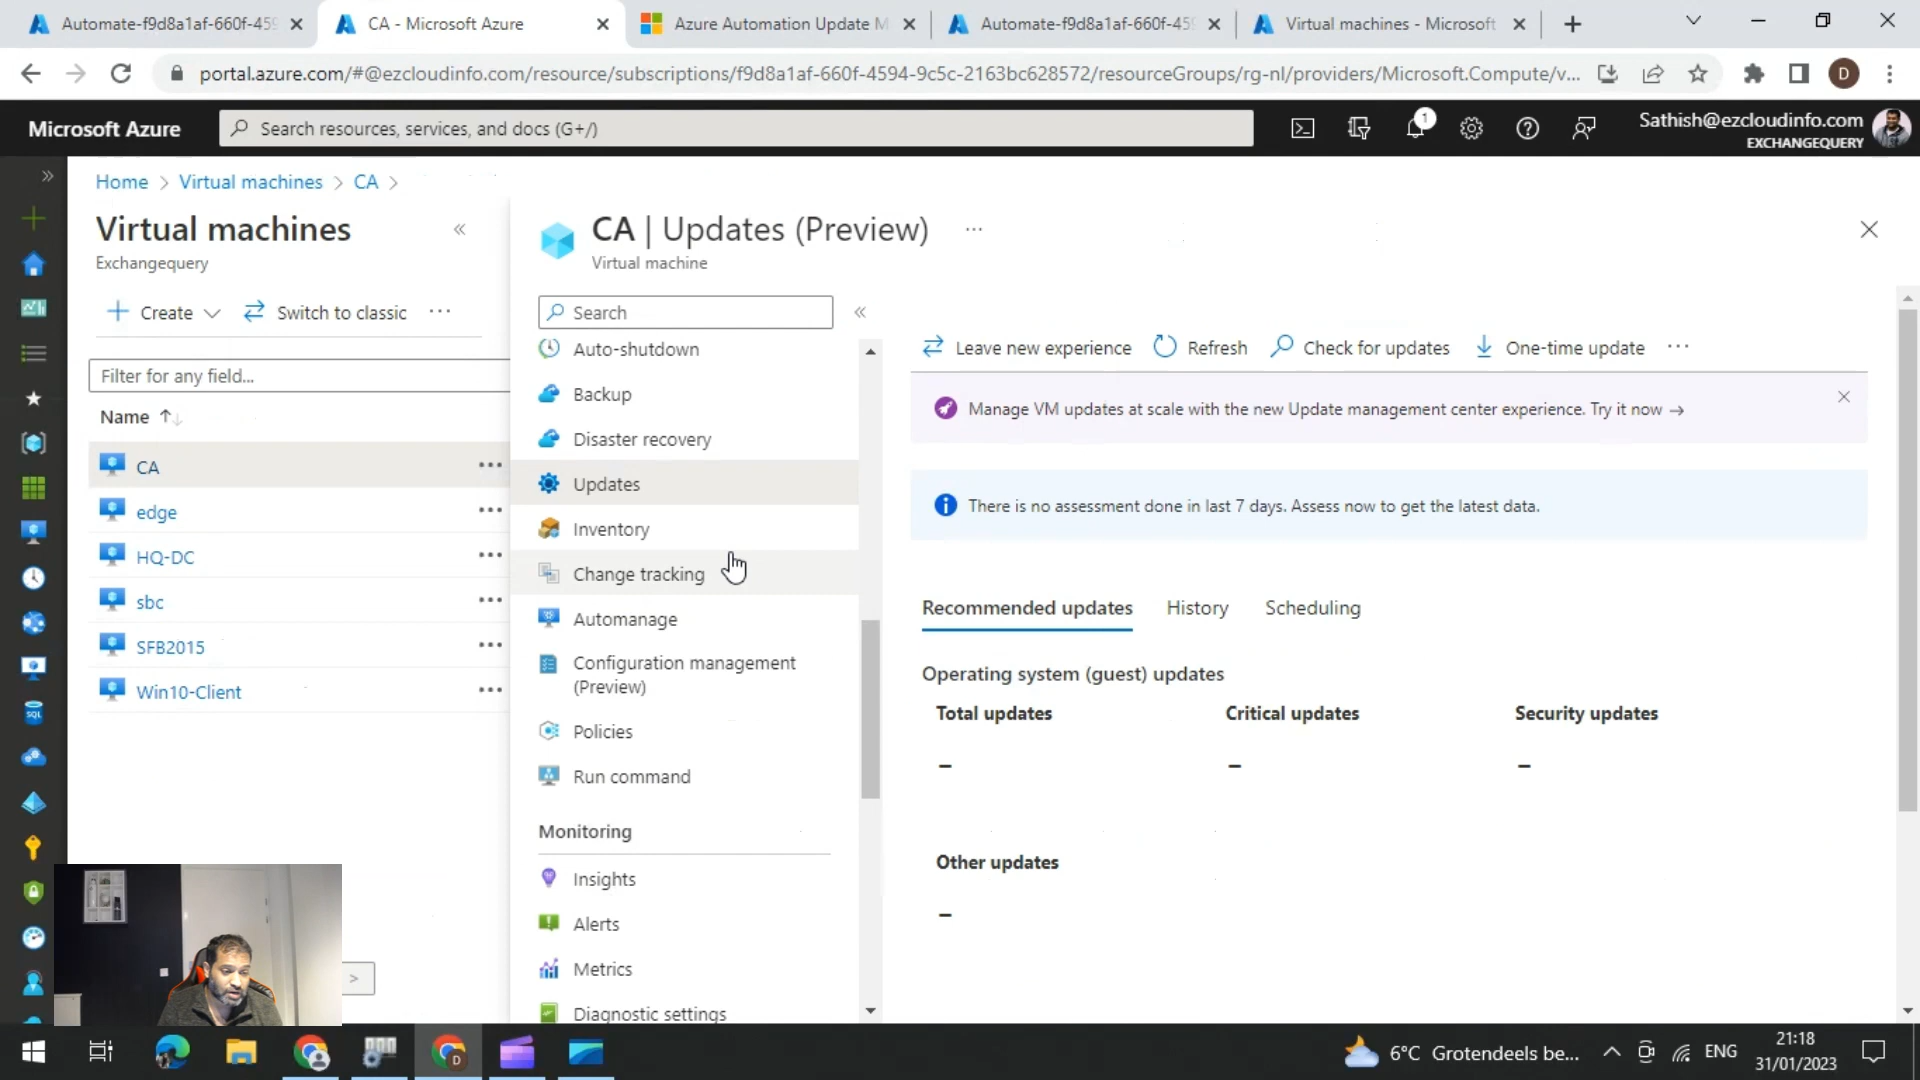 Automate-f9d8a1af-660f-459
CA - Microsoft Azure
Azure Automation Update M
Automate-f9d8a1af-660f-459
Virtual machines - Microsoft
portal.azure.com/#@ezcloudinfo.com/resource/subscriptions/f9d8a1af-660f-4594-9c5c-2163bc628572/resourceGroups/rg-nl/providers/Microsoft.Compute/v...
D
Microsoft Azure
Search resources, services, and docs (G+/)
1
Sathish@ezcloudinfo.com
EXCHANGEQUERY
Home > Virtual machines > CA >
Virtual machines
Exchangequery
Create
Switch to classic
Filter for any field...
Name
CA
edge
HQ-DC
sbc
SFB2015
Win10-Client
SQL
>
CA | Updates (Preview)
Virtual machine
Search
Auto-shutdown
Backup
Disaster recovery
Updates
Inventory
Change tracking
Automanage
Configuration management
(Preview)
Policies
Run command
Monitoring
Insights
Alerts
Metrics
Diagnostic settings
Leave new experience
Refresh
Check for updates
One-time update
Manage VM updates at scale with the new Update management center experience. Try it now →
There is no assessment done in last 7 days. Assess now to get the latest data.
Recommended updates
History
Scheduling
Operating system (guest) updates
Total updates
Critical updates
Security updates
–
–
–
Other updates
–
D
6°C Grotendeels be...
ENG
21:18
31/01/2023